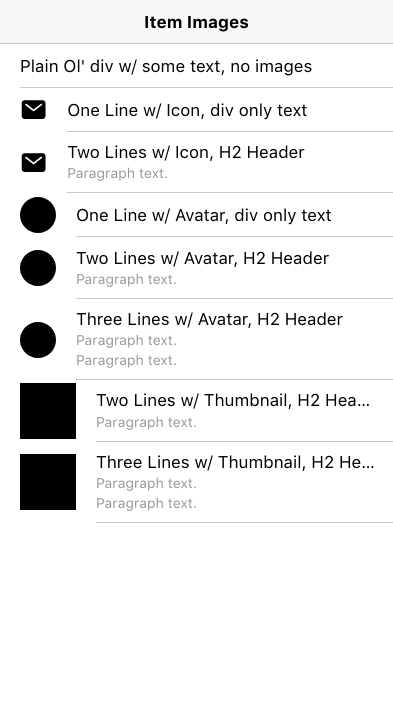 Item Images
Plain Ol' div w/ some text, no images
One Line w/ Icon, div only text
Two Lines w/ Icon, H2 Header
Paragraph text.
One Line w/ Avatar, div only text
Two Lines w/ Avatar, H2 Header
Paragraph text.
Three Lines w/ Avatar, H2 Header
Paragraph text.
Paragraph text.
Two Lines w/ Thumbnail, H2 Hea...
Paragraph text.
Three Lines w/ Thumbnail, H2 He...
Paragraph text.
Paragraph text.